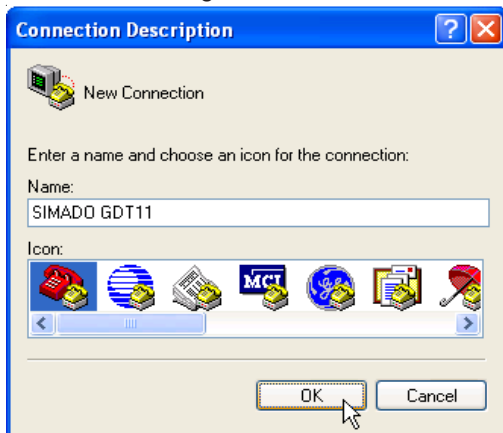 Connection Description
New Connection
Enter a name and choose an icon for the connection:
Name:
SIMADO GDT11
Icon:
MCI
OK
Cancel